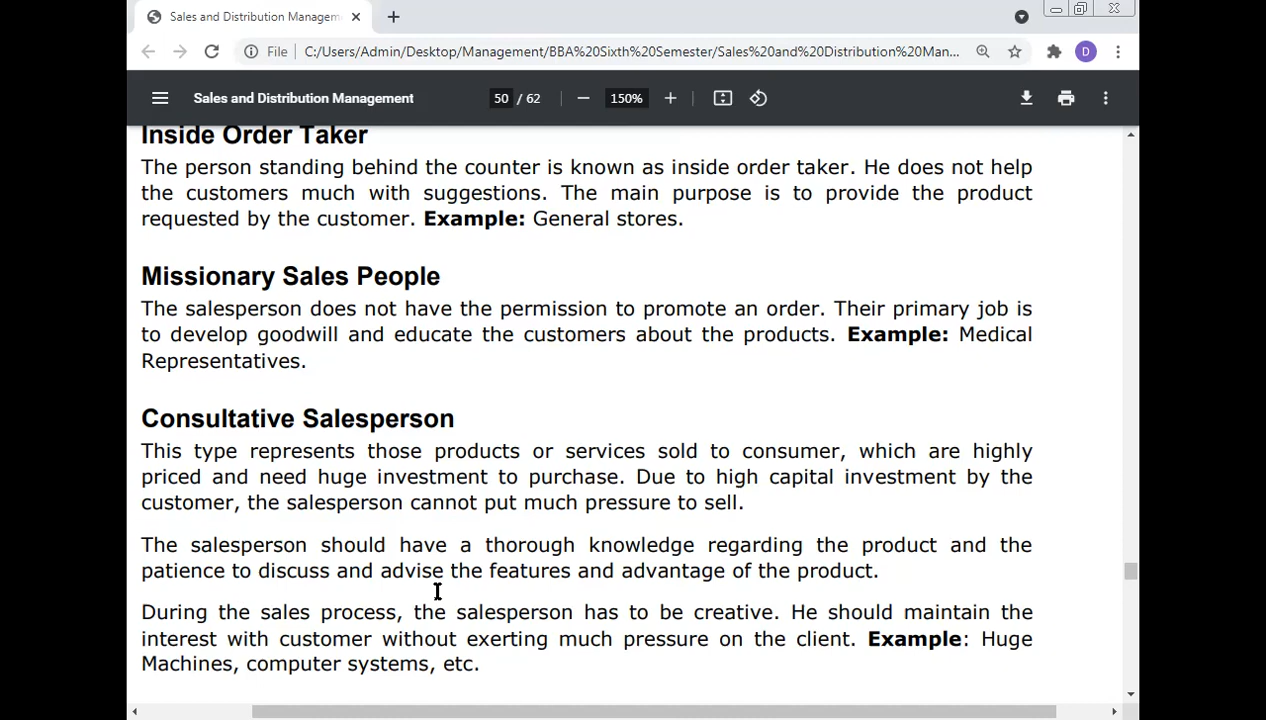 Sales and Distribution Managem
File
C:/Users/Admin/Desktop/Management/BBA%20Sixth%20Semester/Sales%20and%20Distribution%20Man...
D
Sales and Distribution Management
50 / 62
150%
Inside Order Taker
The person standing behind the counter is known as inside order taker. He does not help
the customers much with suggestions. The main purpose is to provide the product
requested by the customer. Example: General stores.
Missionary Sales People
The salesperson does not have the permission to promote an order. Their primary job is
to develop goodwill and educate the customers about the products. Example: Medical
Representatives.
Consultative Salesperson
This type represents those products or services sold to consumer, which are highly
priced and need huge investment to purchase. Due to high capital investment by the
customer, the salesperson cannot put much pressure to sell.
The salesperson should have a thorough knowledge regarding the product and the
patience to discuss and advise the features and advantage of the product.
During the sales process, the salesperson has to be creative. He should maintain the
interest with customer without exerting much pressure on the client. Example: Huge
Machines, computer systems, etc.